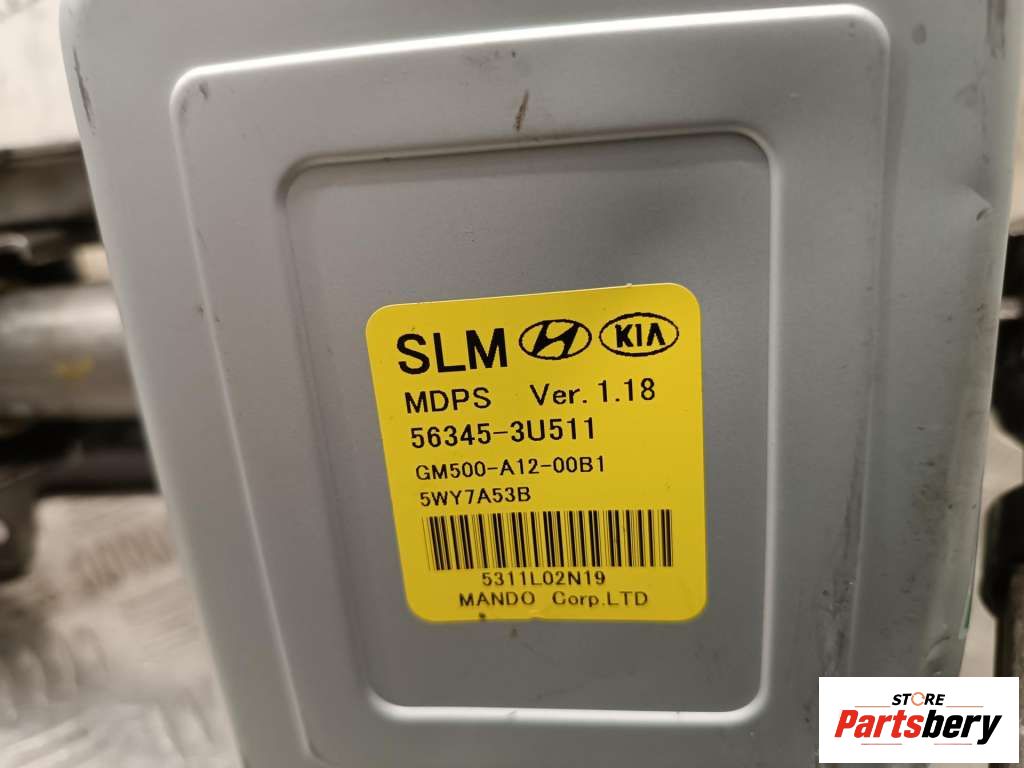 SLM KIA
MDPS Ver. 1.18
56345-3U511
GM500-A12-00B1
5WY7A53B
5311L02N19
MANDO Corp.LTD
STORE
Partsbery